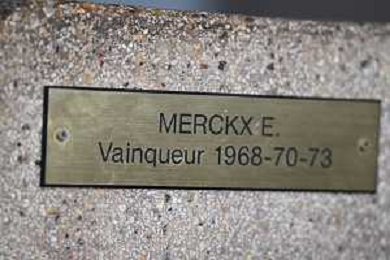 MERCKX E.
Vainqueur 1968-70-73